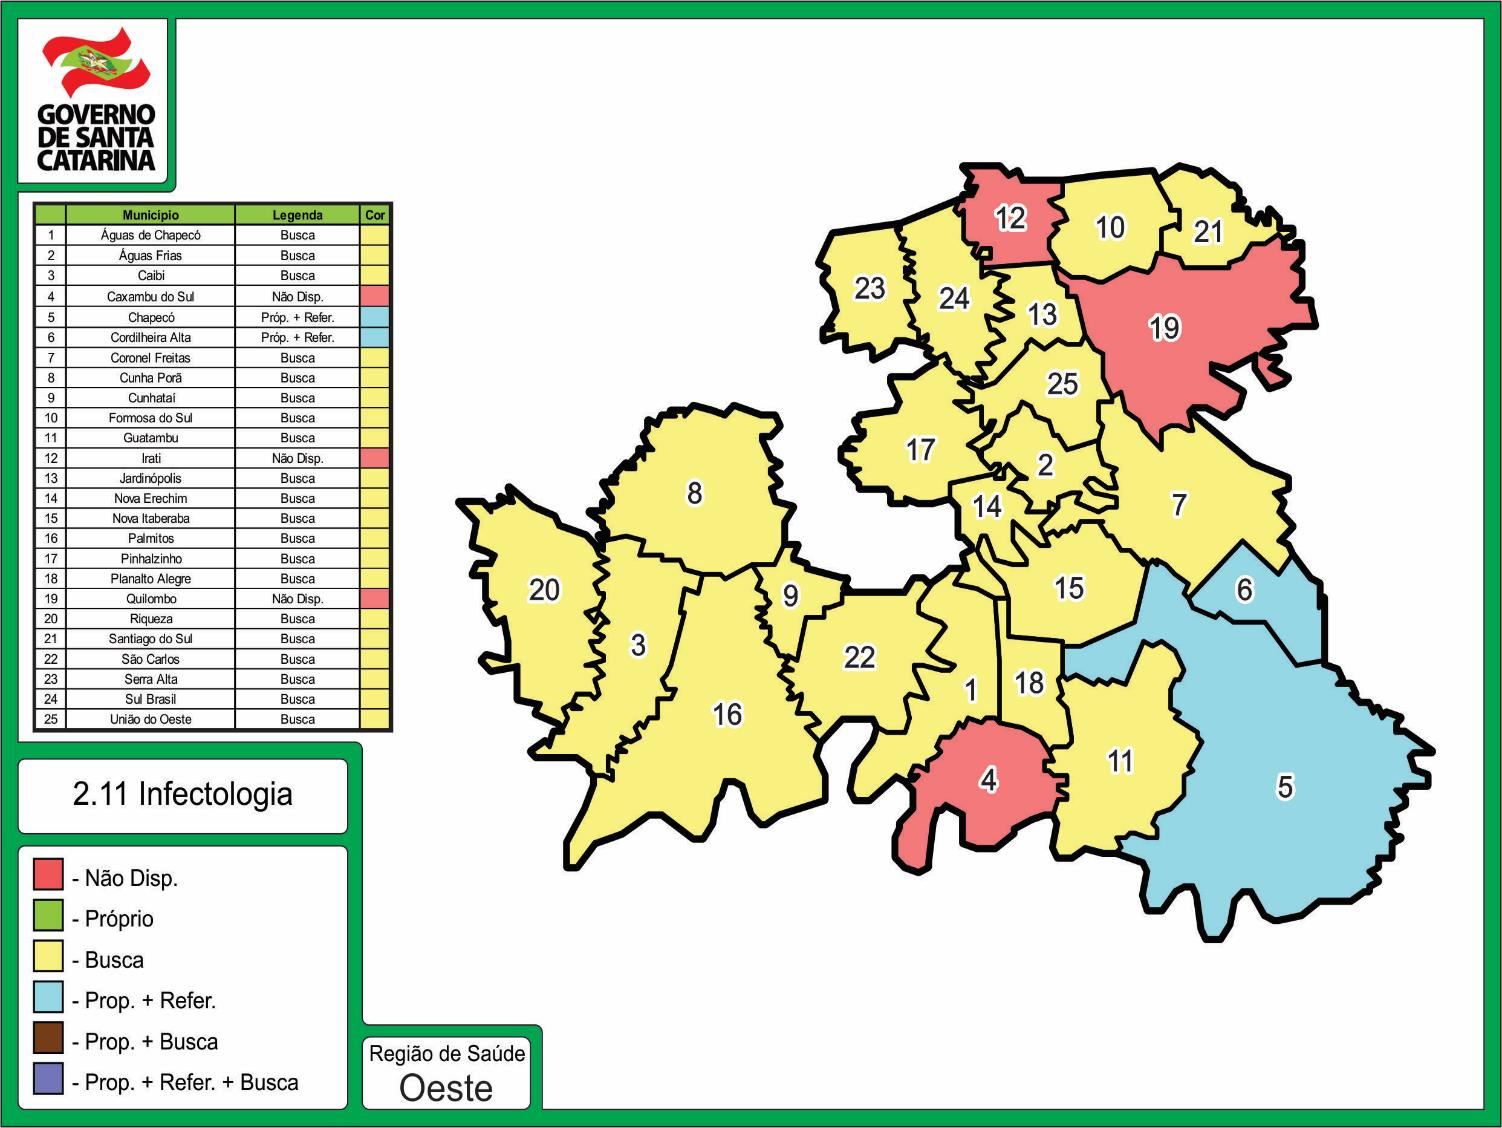 GOVERNO
DE SANTA
CATARINA
Município Legenda Cor
1 Águas de Chapecó Busca
2 Águas Frias Busca
3 Caibi Busca
4 Caxambu do Sul Não Disp.
5 Chapecó Próp. + Refer.
6 Cordilheira Alta Próp. + Refer.
7 Coronel Freitas Busca
8 Cunha Porã Busca
9 Cunhataí Busca
10 Formosa do Sul Busca
11 Guatambu Busca
12 Irati Não Disp.
13 Jardinópolis Busca
14 Nova Erechim Busca
15 Nova Itaberaba Busca
16 Palmitos Busca
17 Pinhalzinho Busca
18 Planalto Alegre Busca
19 Quilombo Não Disp.
20 Riqueza Busca
21 Santiago do Sul Busca
22 São Carlos Busca
23 Serra Alta Busca
24 Sul Brasil Busca
25 União do Oeste Busca
2.11 Infectologia
- Não Disp.
- Próprio
- Busca
- Prop. + Refer.
- Prop. + Busca
- Prop. + Refer. + Busca
Região de Saúde
Oeste
12
10
21
23
24
13
19
25
17
2
14
7
8
20
15
6
9
3
22
1
18
16
11
4
5